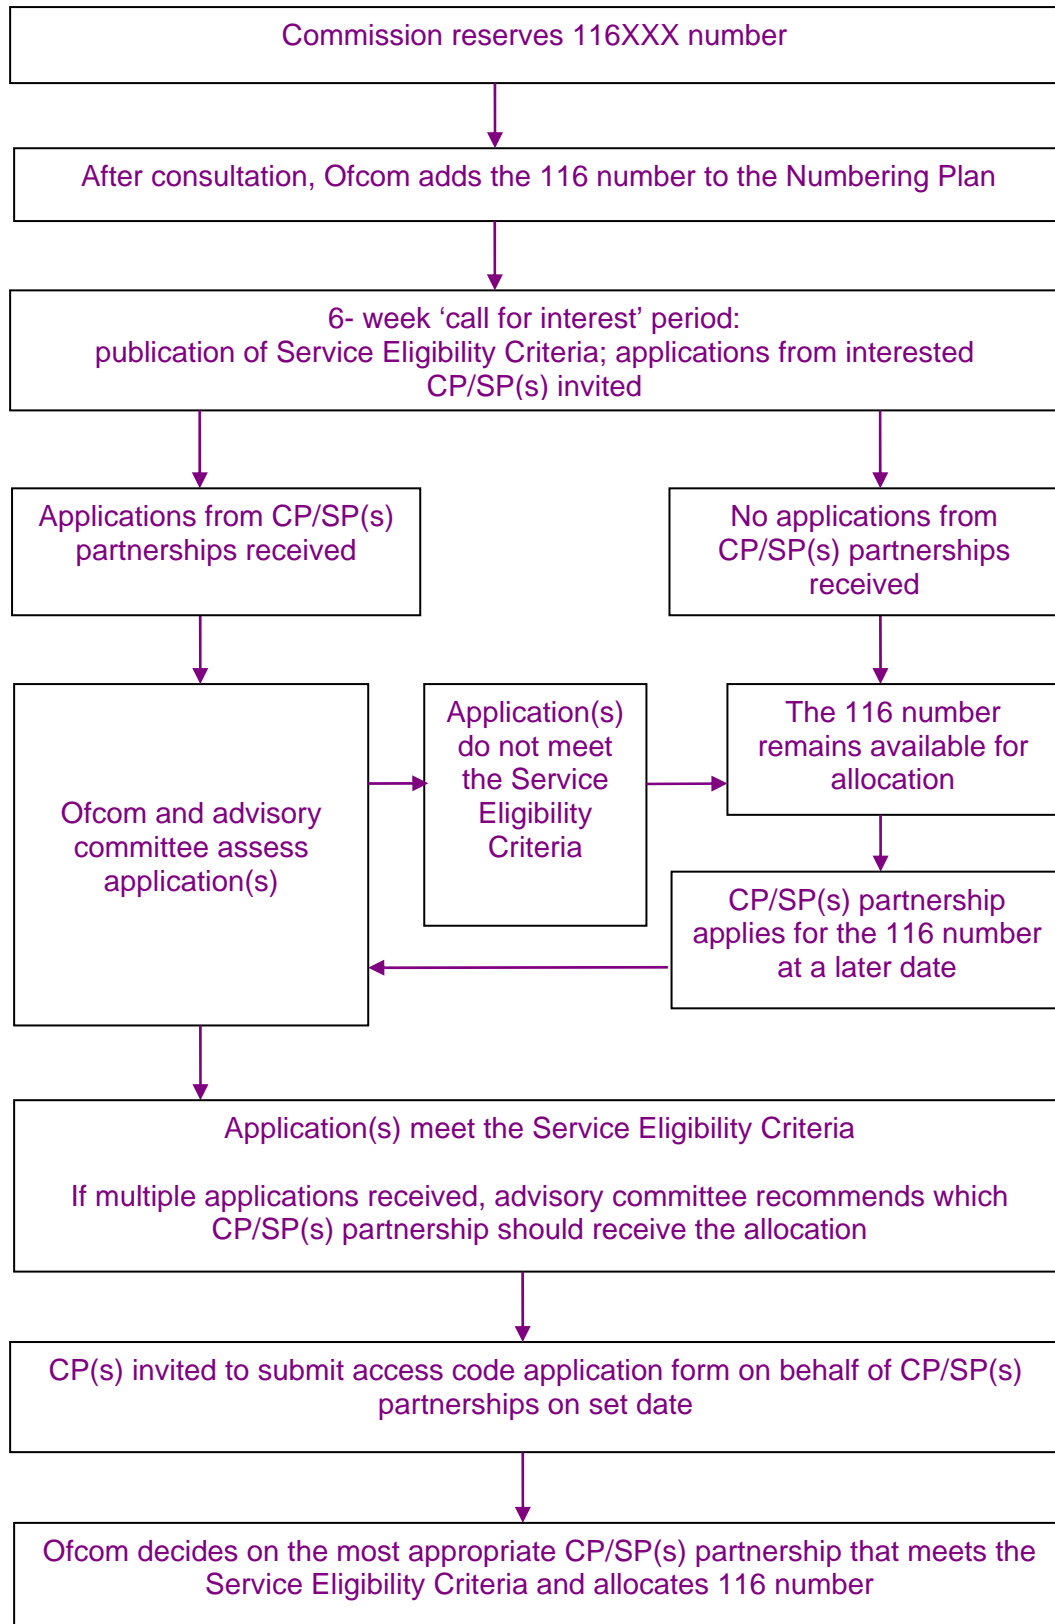 Commission reserves 116XXX number
After consultation, Ofcom adds the 116 number to the Numbering Plan
6- week ‘call for interest’ period:
publication of Service Eligibility Criteria; applications from interested
CP/SP(s) invited
Applications from CP/SP(s)
partnerships received
No applications from
CP/SP(s) partnerships
received
Ofcom and advisory
committee assess
application(s)
Application(s)
do not meet
the Service
Eligibility
Criteria
The 116 number
remains available for
allocation
CP/SP(s) partnership
applies for the 116 number
at a later date
Application(s) meet the Service Eligibility Criteria
If multiple applications received, advisory committee recommends which
CP/SP(s) partnership should receive the allocation
CP(s) invited to submit access code application form on behalf of CP/SP(s)
partnerships on set date
Ofcom decides on the most appropriate CP/SP(s) partnership that meets the
Service Eligibility Criteria and allocates 116 number